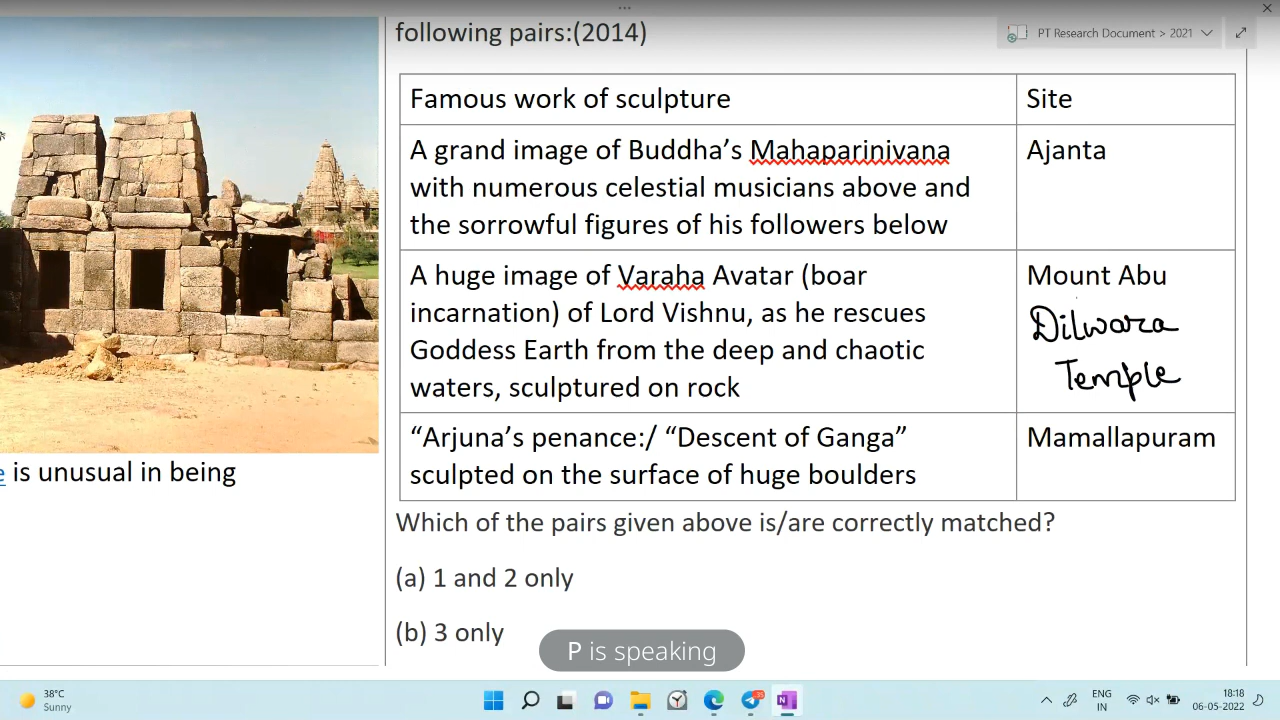 following pairs:(2014)
PT Research Document > 2021
Famous work of sculpture
Site
A grand image of Buddha's Mahaparinivana
with numerous celestial musicians above and
the sorrowful figures of his followers below
Ajanta
A huge image of Varaha Avatar (boar
incarnation) of Lord Vishnu, as he rescues
Goddess Earth from the deep and chaotic
waters, sculptured on rock
Mount Abu
Dilwara
Temple
“Arjuna's penance:/ “Descent of Ganga”
sculpted on the surface of huge boulders
Mamallapuram
e is unusual in being
Which of the pairs given above is/are correctly matched?
(a) 1 and 2 only
(b) 3 only
P is speaking
38°C
Sunny
35
N
ENG
IN
18:18
06-05-2022